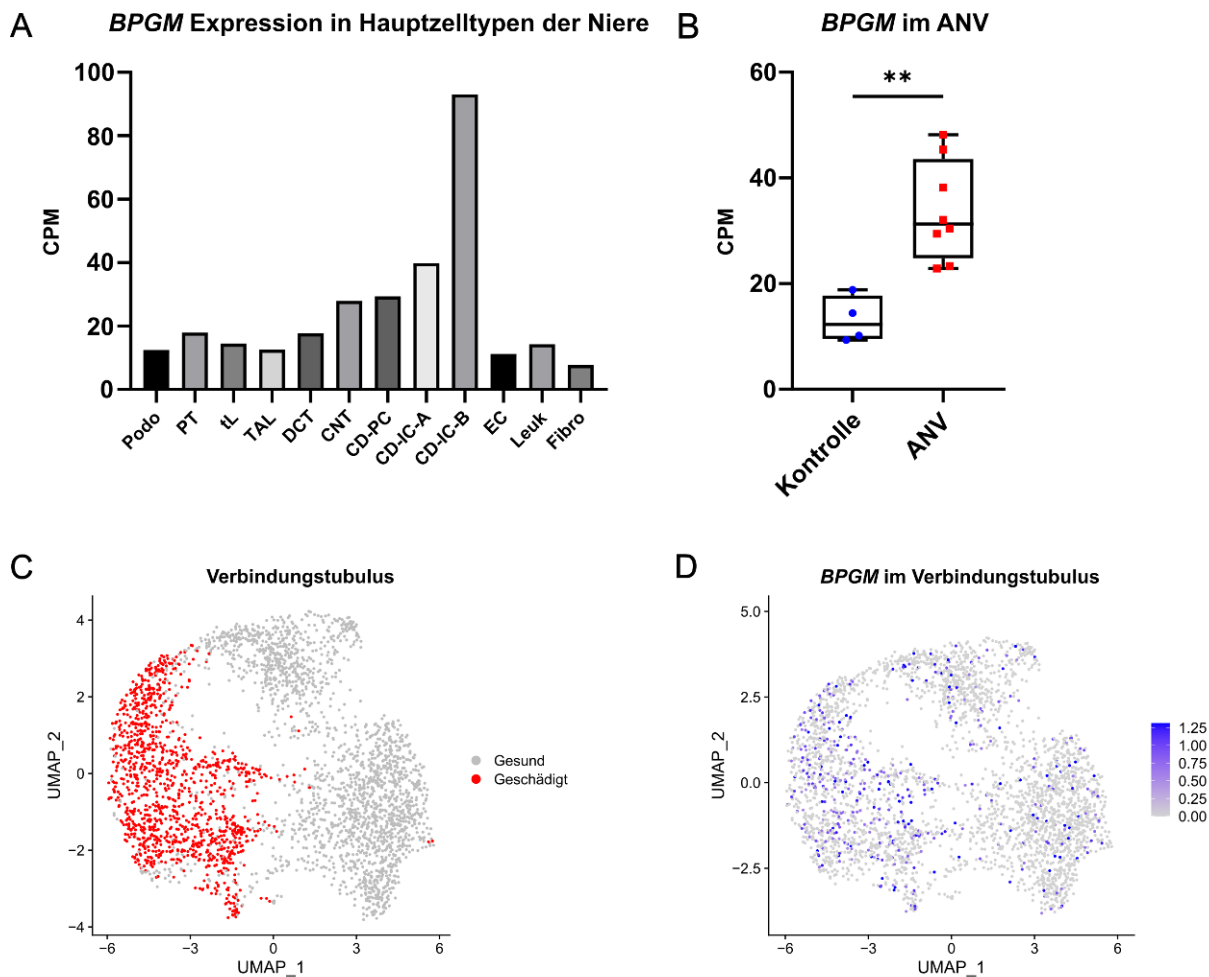 A
BPGM Expression in Hauptzelltypen der Niere
CPM
100
80
60
40
20
0
Podo
PT
tL
TAL
DCT
CNT
CD-PC
CD-IC-A
CD-IC-B
EC
Leuk
Fibro
B
BPGM im ANV
**
CPM
60
40
20
0
Kontrolle
ANV
C
Verbindungstubulus
UMAP_2
4
2
0
−2
−4
−6
−3
0
3
6
UMAP_1
Gesund
Geschädigt
D
BPGM im Verbindungstubulus
UMAP_2
5.0
2.5
0.0
−2.5
−6
−3
0
3
6
UMAP_1
1.25
1.00
0.75
0.50
0.25
0.00